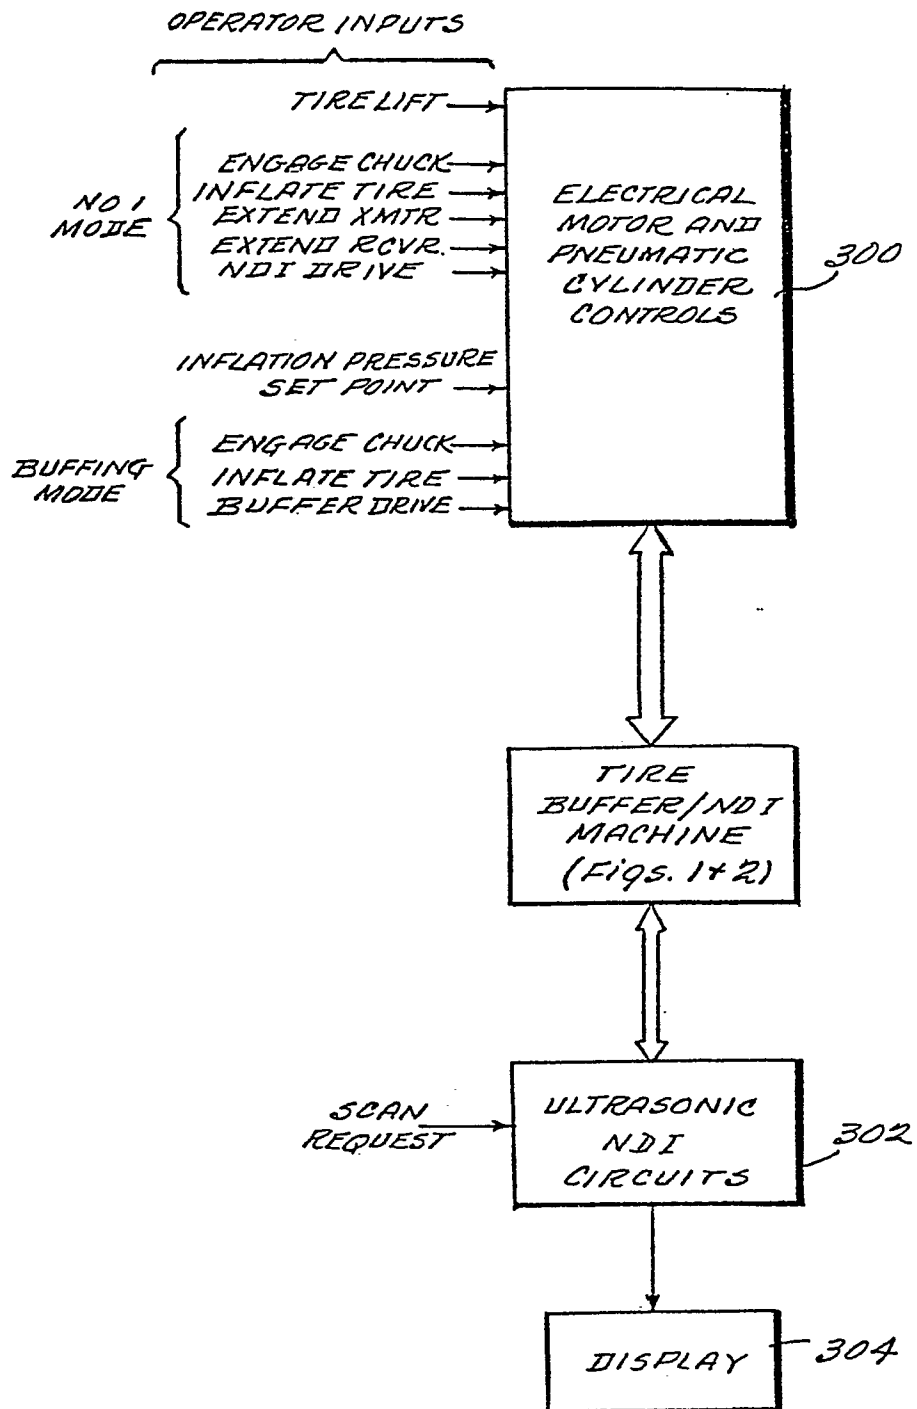 OPERATOR INPUTS
TIRE LIFT
NO I
MODE
ENGAGE CHUCK
INFLATE TIRE
EXTEND XMTR
EXTEND RCVR.
NDI DRIVE
ELECTRICAL
MOTOR AND
PNEUMATIC
CYLINDER
CONTROLS
300
INFLATION PRESSURE
SET POINT
BUFFING
MODE
ENGAGE CHUCK
INFLATE TIRE
BUFFER DRIVE
TIRE
BUFFER/NDI
MACHINE
(Figs. 1+2)
SCAN
REQUEST
ULTRASONIC
NDI
CIRCUITS
302
DISPLAY
304